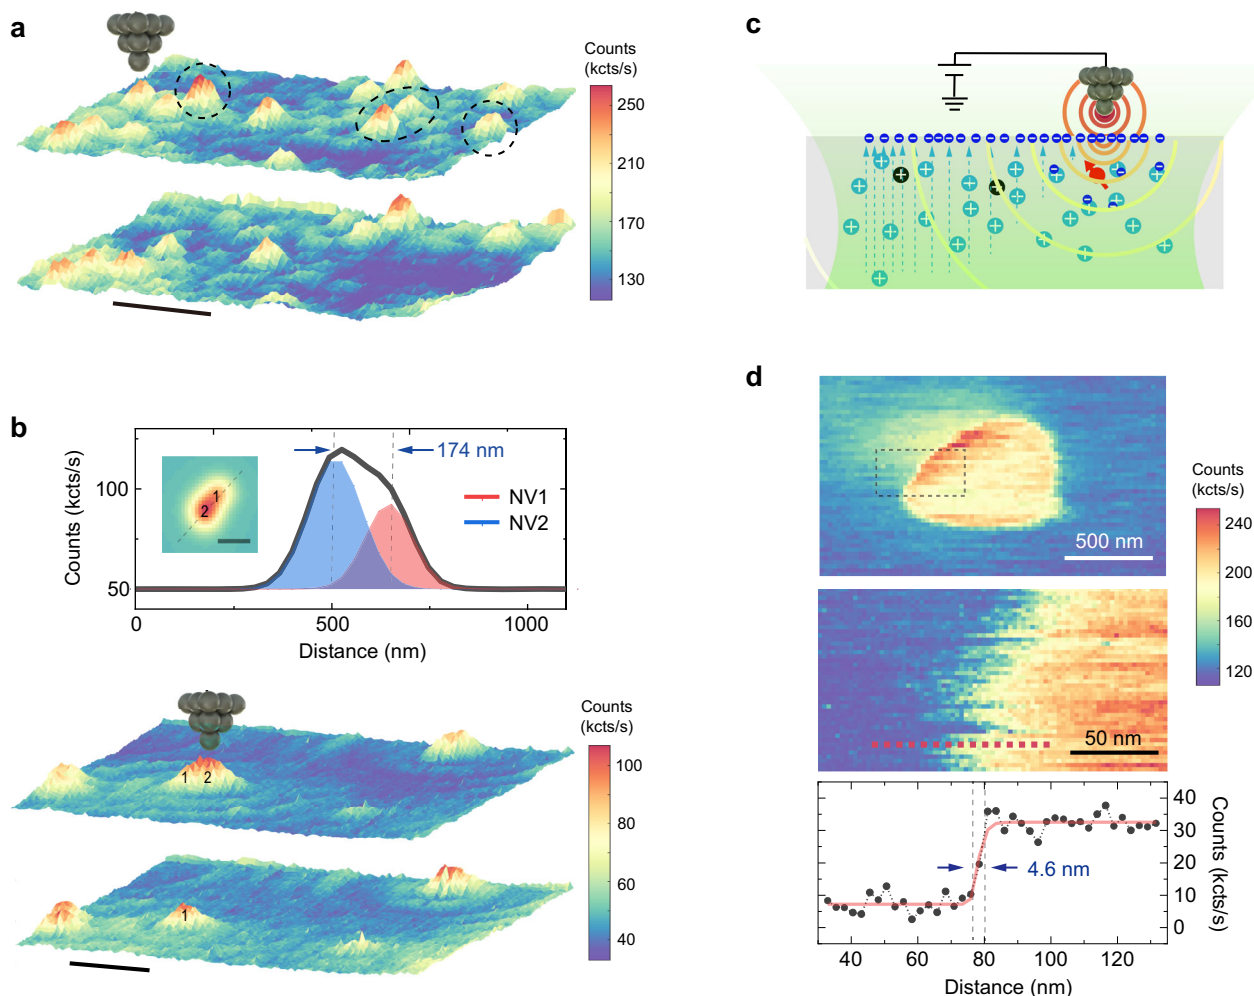 a
Counts
(kcts/s)
250
210
170
130
b
Counts (kcts/s)
100
50
174 nm
1
2
NV1
NV2
0
500
1000
Distance (nm)
Counts
(kcts/s)
100
80
60
40
1 2
1
c
d
500 nm
Counts
(kcts/s)
240
200
160
120
50 nm
40
30
20
10
0
Counts (kcts/s)
4.6 nm
40
60
80
100
120
Distance (nm)